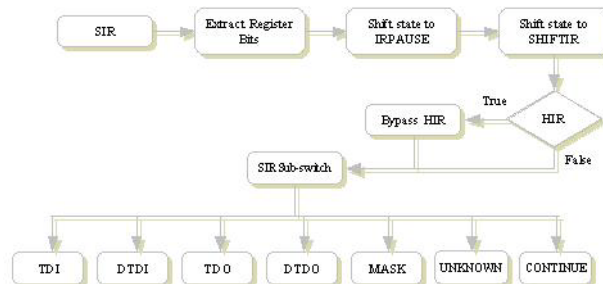 SIR
Extract Register
Bits
Shift state to
IRPAUSE
Shift state to
SHIFTIR
True
HIR
Bypass HIR
False
SIR Sub-switch
TDI
DTDI
TDO
DTDO
MASK
UNKNOWN
CONTINUE